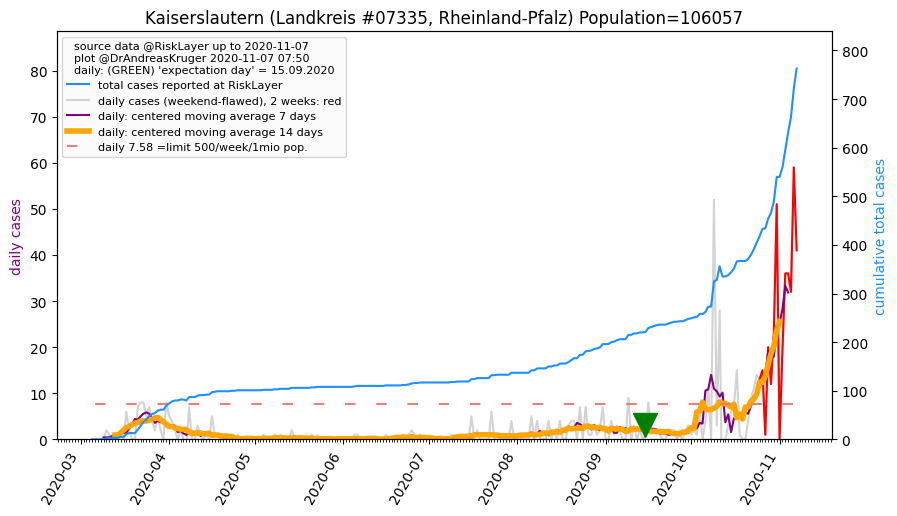 Kaiserslautern (Landkreis #07335, Rheinland-Pfalz) Population=106057
source data @RiskLayer up to 2020-11-07
plot @DrAndreasKruger 2020-11-07 07:50
daily: (GREEN) 'expectation day' = 15.09.2020
total cases reported at RiskLayer
daily cases (weekend-flawed), 2 weeks: red
daily: centered moving average 7 days
daily: centered moving average 14 days
daily 7.58 =limit 500/week/1mio pop.
daily cases
80
70
60
50
40
30
20
10
0
800
700
600
500
400
300
200
100
0
cumulative total cases
2020-03
2020-04
2020-05
2020-06
2020-07
2020-08
2020-09
2020-10
2020-11